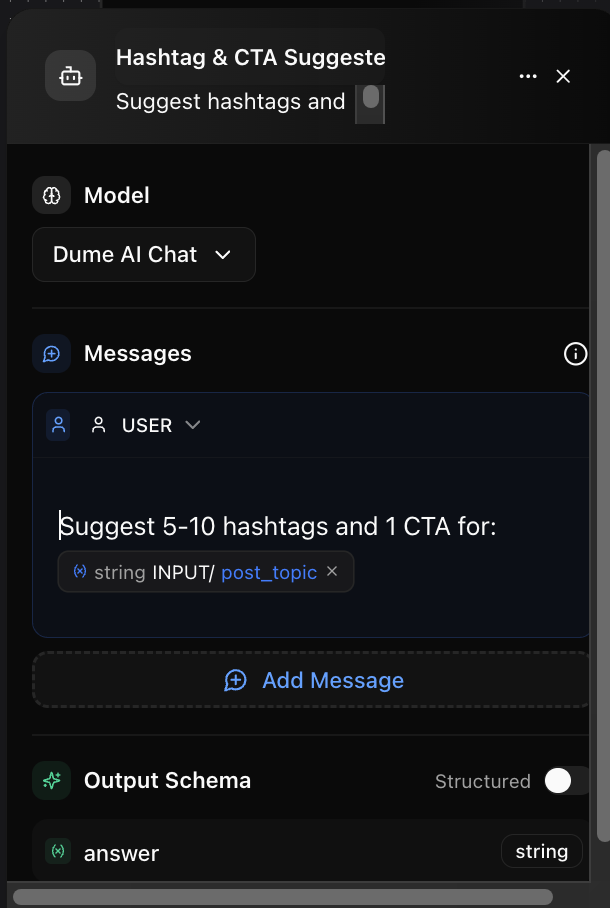 Hashtag & CTA Suggeste
Suggest hashtags and
Model
Dume AI Chat
Messages
USER
Suggest 5-10 hashtags and 1 CTA for:
string INPUT/ post_topic
Add Message
Output Schema
Structured
answer
string